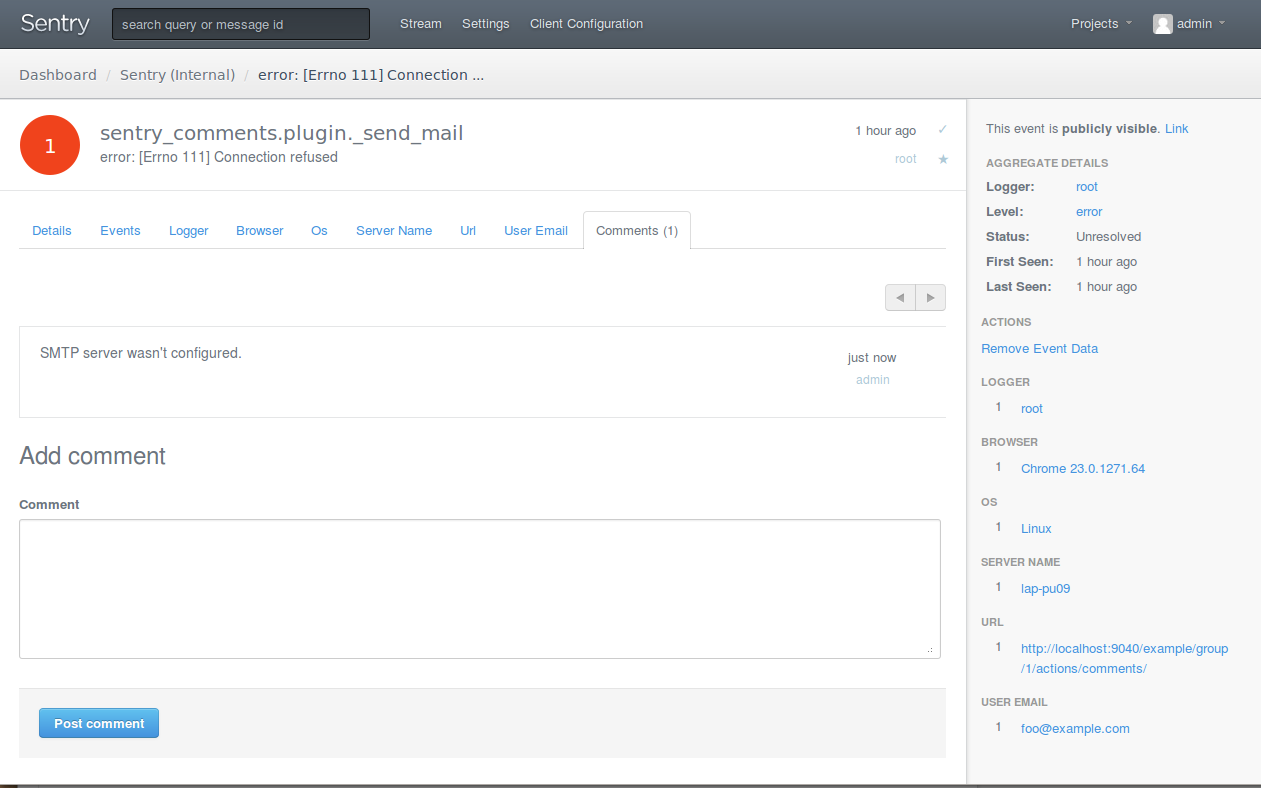 Sentry search query or message id Stream Settings Client Configuration Projects admin
Dashboard / Sentry (Internal) / error: [Errno 111] Connection ...
1
sentry_comments.plugin._send_mail
error: [Errno 111] Connection refused
1 hour ago ✓
root ★
Details Events Logger Browser Os Server Name Url User Email Comments (1)
◀ ▶
SMTP server wasn't configured.
just now
admin
Add comment
Comment
Post comment
This event is publicly visible. Link
AGGREGATE DETAILS
Logger: root
Level: error
Status: Unresolved
First Seen: 1 hour ago
Last Seen: 1 hour ago
ACTIONS
Remove Event Data
LOGGER
1 root
BROWSER
1 Chrome 23.0.1271.64
OS
1 Linux
SERVER NAME
1 lap-pu09
URL
1 http://localhost:9040/example/group
/1/actions/comments/
USER EMAIL
1 foo@example.com